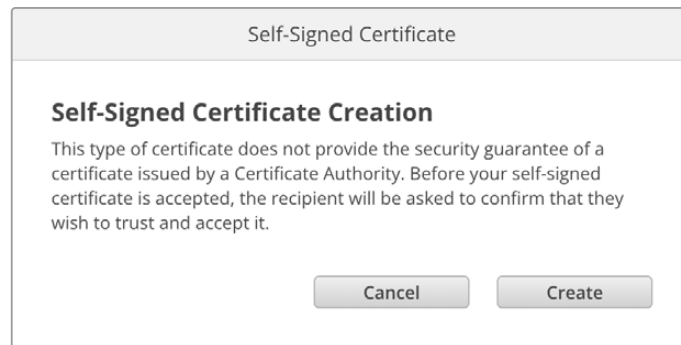 Self-Signed Certificate
Self-Signed Certificate Creation
This type of certificate does not provide the security guarantee of a
certificate issued by a Certificate Authority. Before your self-signed
certificate is accepted, the recipient will be asked to confirm that they
wish to trust and accept it.
Cancel Create